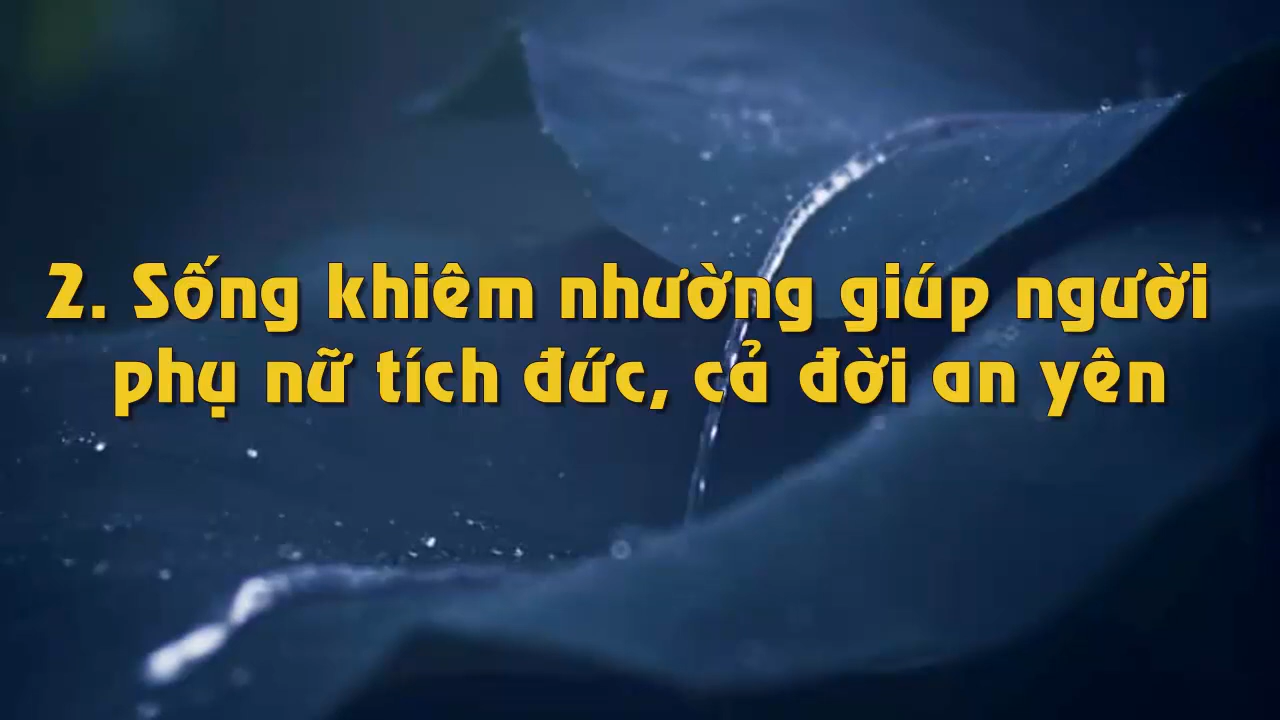 2. Sống khiêm nhường giúp người
phụ nữ tích đức, cả đời an yên